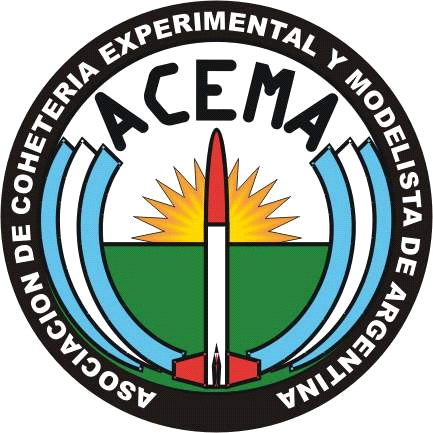 ASOCIACION DE COHETERIA EXPERIMENTAL Y MODELISTA DE ARGENTINA
ACEMA